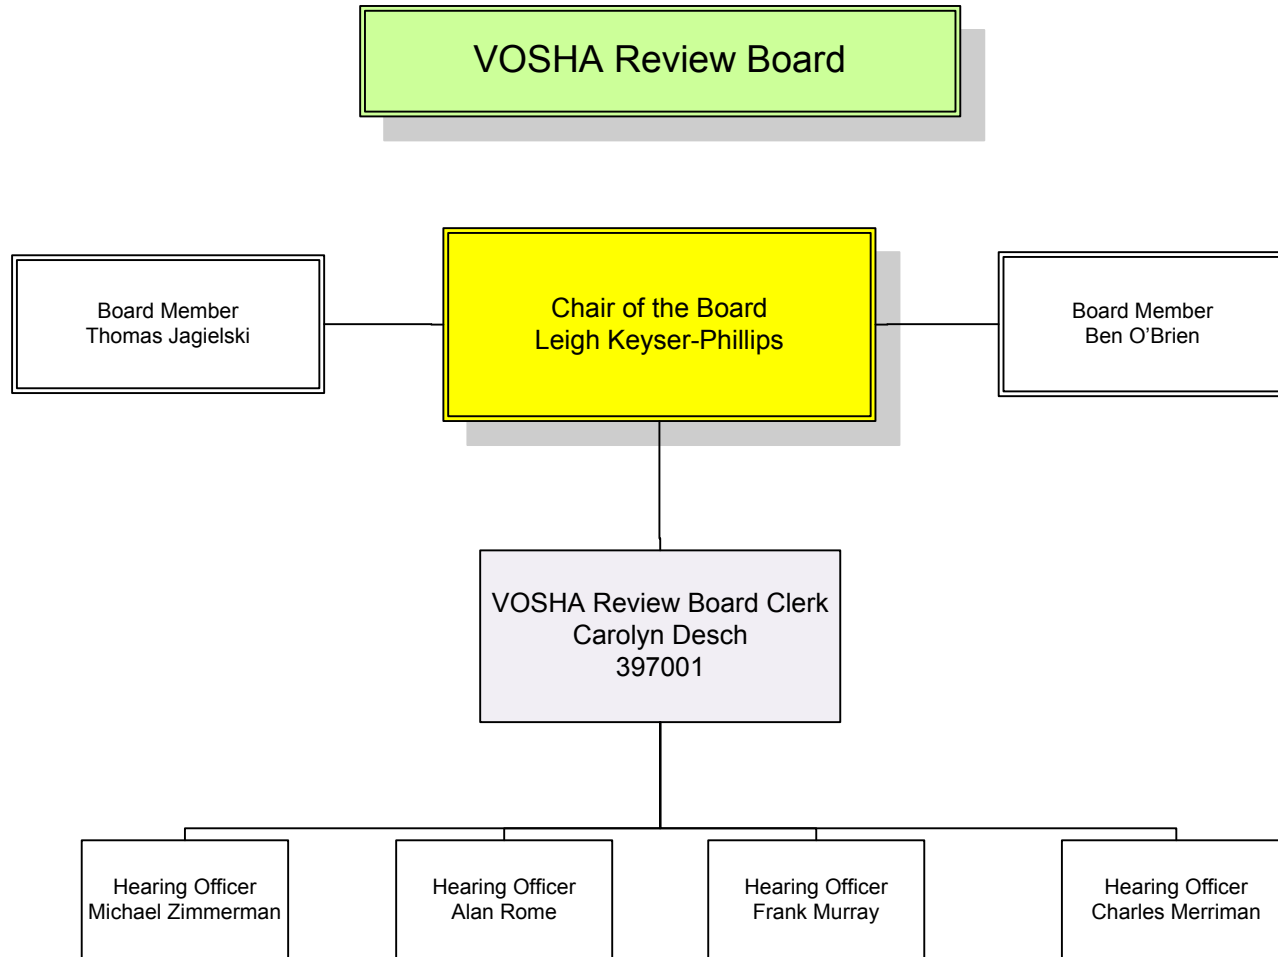 VOSHA Review Board
Board Member
Thomas Jagielski
Chair of the Board
Leigh Keyser-Phillips
Board Member
Ben O’Brien
VOSHA Review Board Clerk
Carolyn Desch
397001
Hearing Officer
Michael Zimmerman
Hearing Officer
Alan Rome
Hearing Officer
Frank Murray
Hearing Officer
Charles Merriman